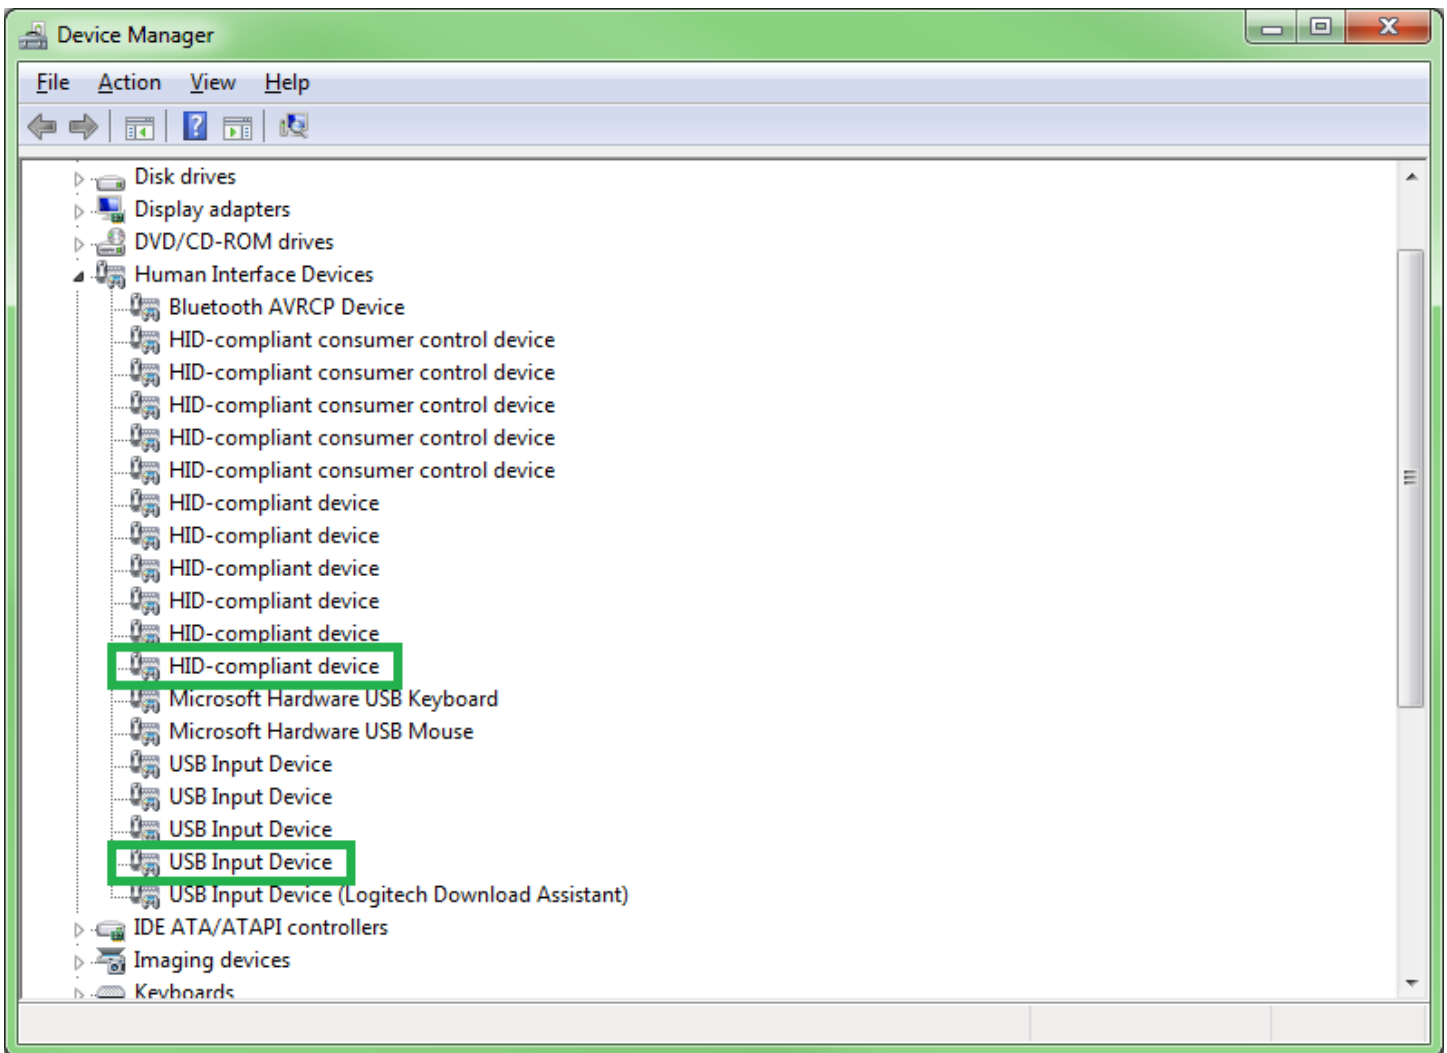 Device Manager
File Action View Help
Disk drives
Display adapters
DVD/CD-ROM drives
Human Interface Devices
Bluetooth AVRCP Device
HID-compliant consumer control device
HID-compliant consumer control device
HID-compliant consumer control device
HID-compliant consumer control device
HID-compliant consumer control device
HID-compliant device
HID-compliant device
HID-compliant device
HID-compliant device
HID-compliant device
HID-compliant device
Microsoft Hardware USB Keyboard
Microsoft Hardware USB Mouse
USB Input Device
USB Input Device
USB Input Device
USB Input Device
USB Input Device (Logitech Download Assistant)
IDE ATA/ATAPI controllers
Imaging devices
Keyboards